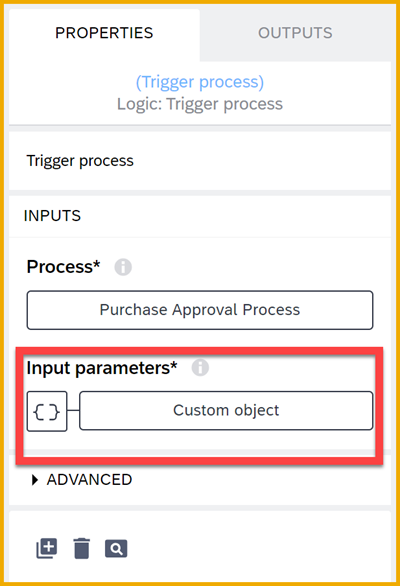 PROPERTIES OUTPUTS
(Trigger process)
Logic: Trigger process
Trigger process
INPUTS
Process*
Purchase Approval Process
Input parameters*
{} Custom object
ADVANCED